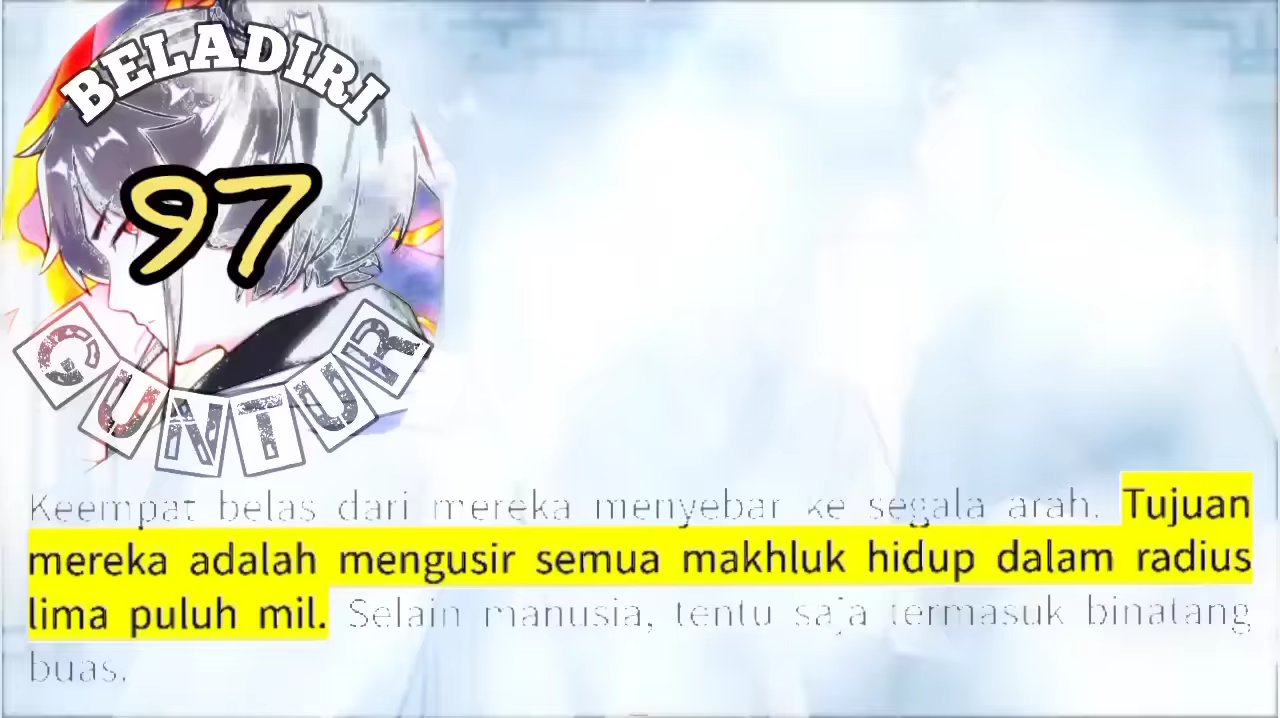 BELADIRI
97
GUNTUR
Keempat belas dari mereka menyebar ke segala arah. Tujuan
mereka adalah mengusir semua makhluk hidup dalam radius
lima puluh mil. Selain manusia, tentu saja termasuk binatang
buas.